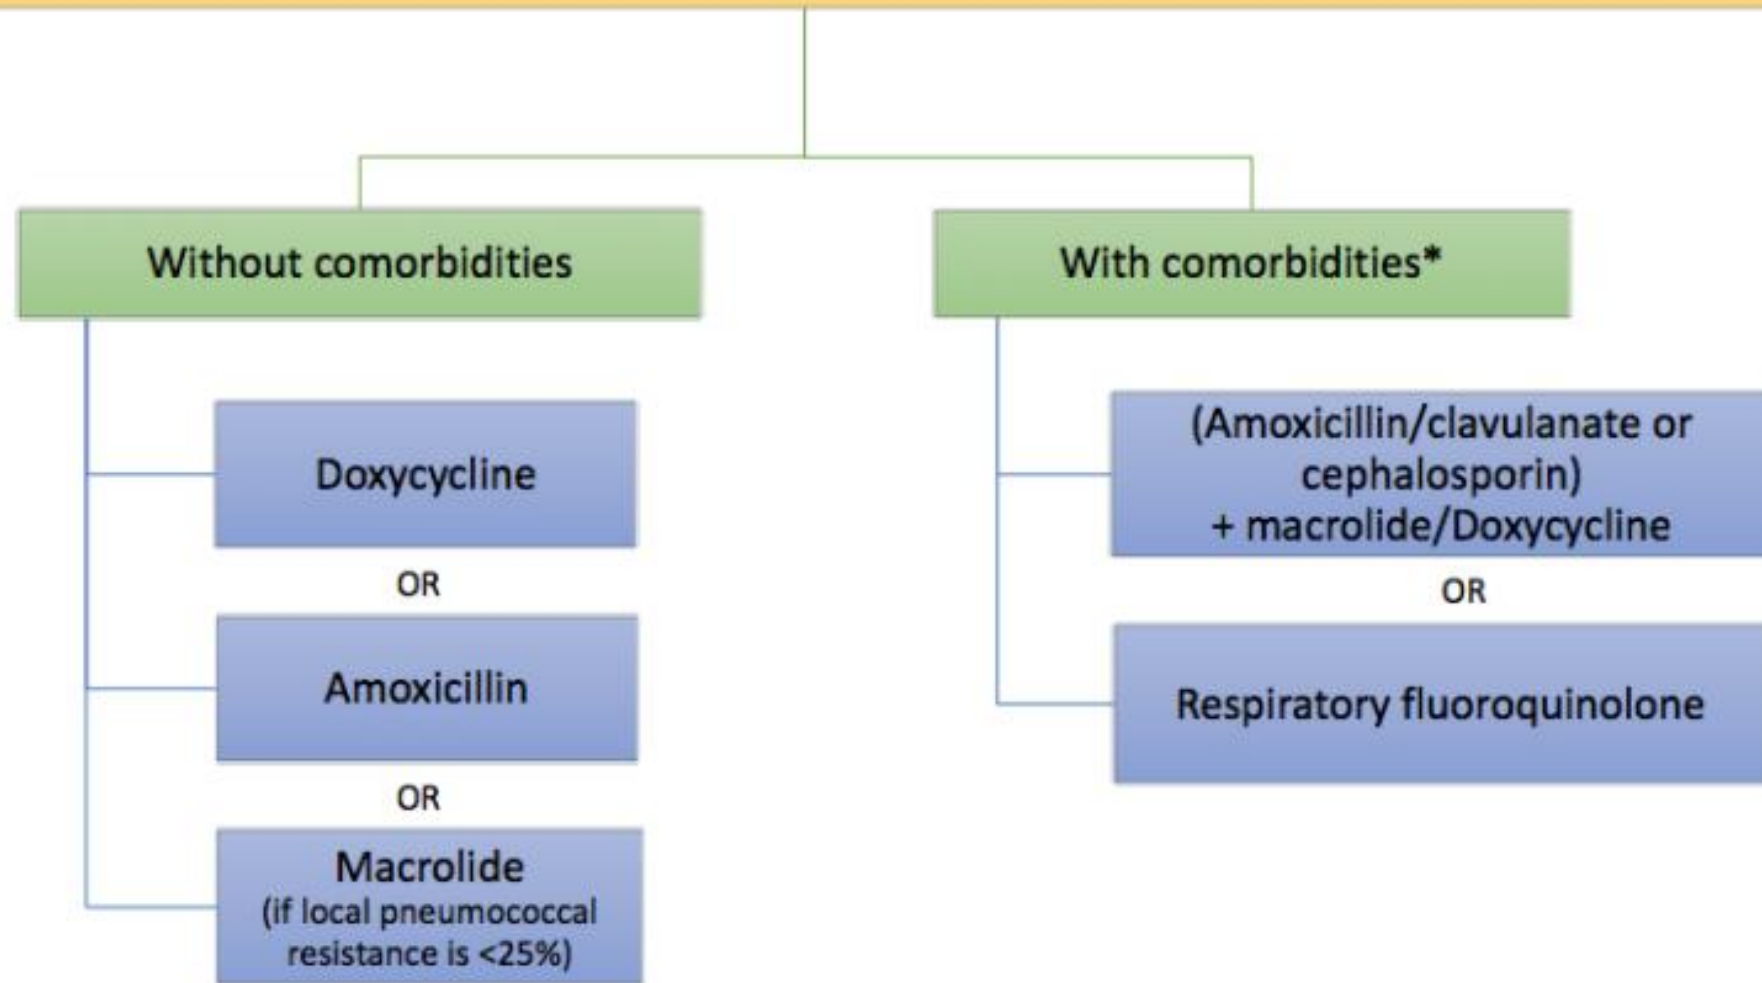 Without comorbidities
Doxycycline
OR
Amoxicillin
OR
Macrolide
(if local pneumococcal
resistance is <25%)
With comorbidities*
(Amoxicillin/clavulanate or
cephalosporin)
+ macrolide/Doxycycline
OR
Respiratory fluoroquinolone